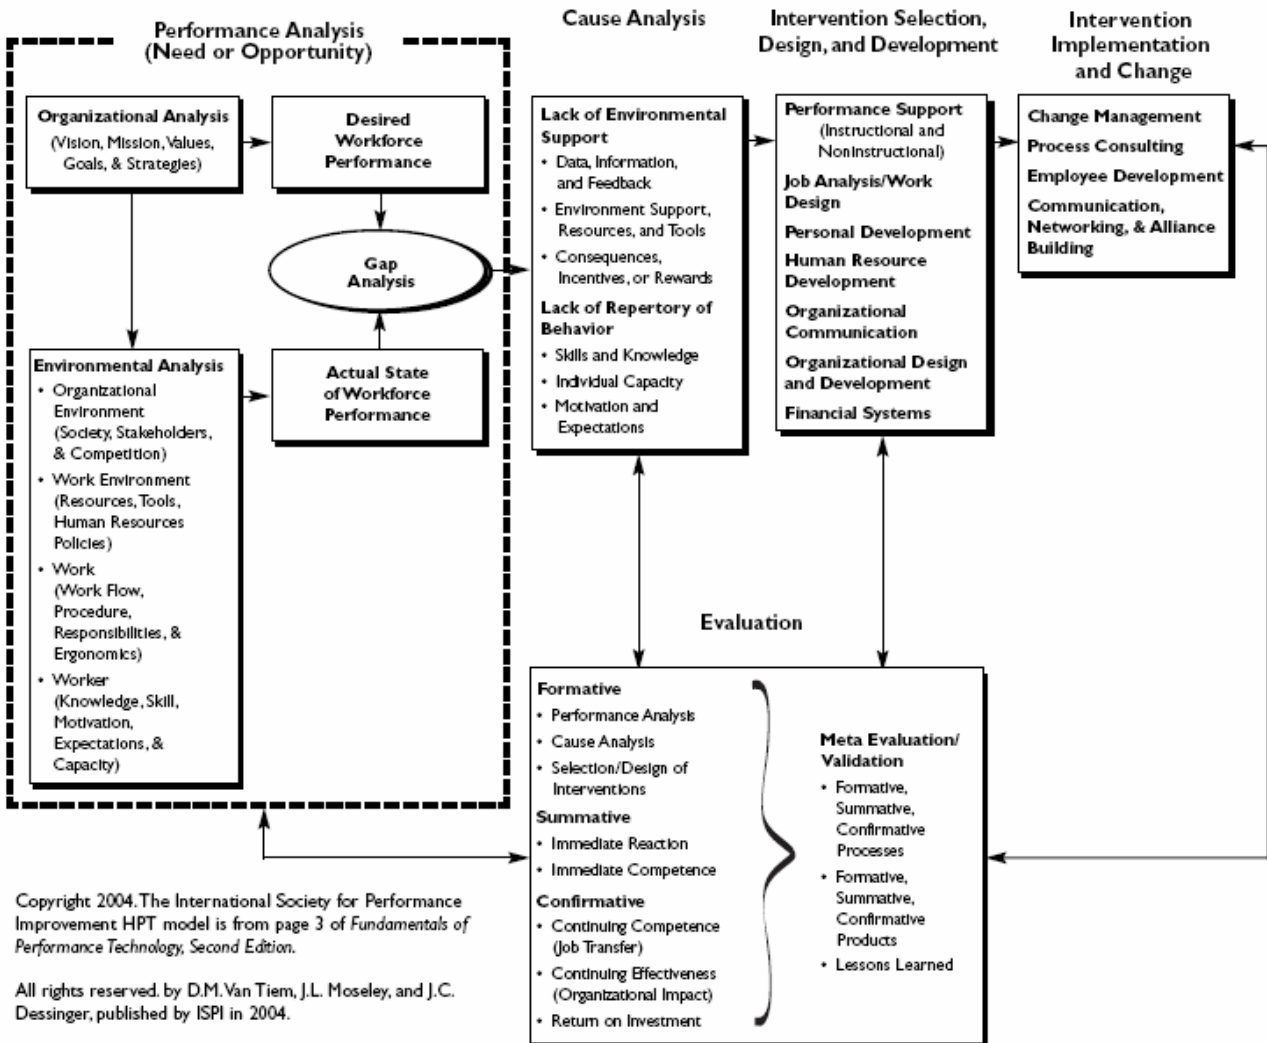 Performance Analysis
(Need or Opportunity)
Organizational Analysis
(Vision, Mission, Values,
Goals, & Strategies)
Desired
Workforce
Performance
Gap
Analysis
Environmental Analysis
• Organizational
Environment
(Society, Stakeholders,
& Competition)
• Work Environment
(Resources, Tools,
Human Resources
Policies)
• Work
(Work Flow,
Procedure,
Responsibilities, &
Ergonomics)
• Worker
(Knowledge, Skill,
Motivation,
Expectations, &
Capacity)
Actual State
of Workforce
Performance
Cause Analysis
Lack of Environmental
Support
• Data, Information,
and Feedback
• Environment Support,
Resources, and Tools
• Consequences,
Incentives, or Rewards
Lack of Repertory of
Behavior
• Skills and Knowledge
• Individual Capacity
• Motivation and
Expectations
Intervention Selection,
Design, and Development
Performance Support
(Instructional and
Noninstructional)
Job Analysis/Work
Design
Personal Development
Human Resource
Development
Organizational
Communication
Organizational Design
and Development
Financial Systems
Intervention
Implementation
and Change
Change Management
Process Consulting
Employee Development
Communication,
Networking, & Alliance
Building
Evaluation
Formative
• Performance Analysis
• Cause Analysis
• Selection/Design of
Interventions
Summative
• Immediate Reaction
• Immediate Competence
Confirmative
• Continuing Competence
(Job Transfer)
• Continuing Effectiveness
(Organizational Impact)
• Return on Investment
Meta Evaluation/
Validation
• Formative,
Summative,
Confirmative
Processes
• Formative,
Summative,
Confirmative
Products
• Lessons Learned
Copyright 2004. The International Society for Performance
Improvement HPT model is from page 3 of Fundamentals of
Performance Technology, Second Edition.
All rights reserved. by D.M. Van Tiem, J.L. Moseley, and J.C.
Dessinger, published by ISPI in 2004.